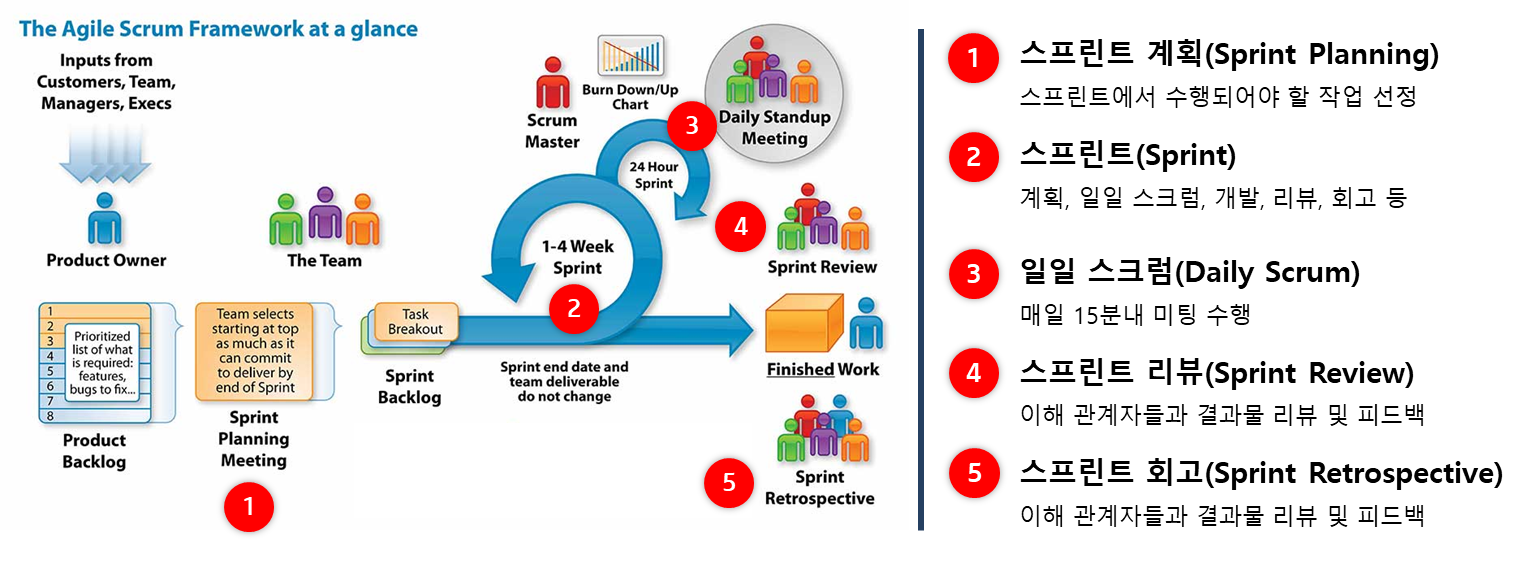 The Agile Scrum Framework at a glance
Inputs from
Customers, Team,
Managers, Execs
Product Owner
The Team
Scrum
Master
Burn Down/Up
Chart
3
Daily Standup
Meeting
24 Hour
Sprint
4
Sprint Review
1-4 Week
Sprint
2
1
2
3
4
5
6
7
8
Prioritized
list of what
is required:
features,
bugs to fix...
Product
Backlog
Team selects
starting at top
as much as it
can commit
to deliver by
end of Sprint
Sprint
Planning
Meeting
1
Task
Breakout
Sprint
Backlog
Sprint end date and
team deliverable
do not change
Finished Work
5
Sprint
Retrospective
1 스프린트 계획(Sprint Planning)
스프린트에서 수행되어야 할 작업 선정
2 스프린트(Sprint)
계획, 일일 스크럼, 개발, 리뷰, 회고 등
3 일일 스크럼(Daily Scrum)
매일 15분내 미팅 수행
4 스프린트 리뷰(Sprint Review)
이해 관계자들과 결과물 리뷰 및 피드백
5 스프린트 회고(Sprint Retrospective)
이해 관계자들과 결과물 리뷰 및 피드백